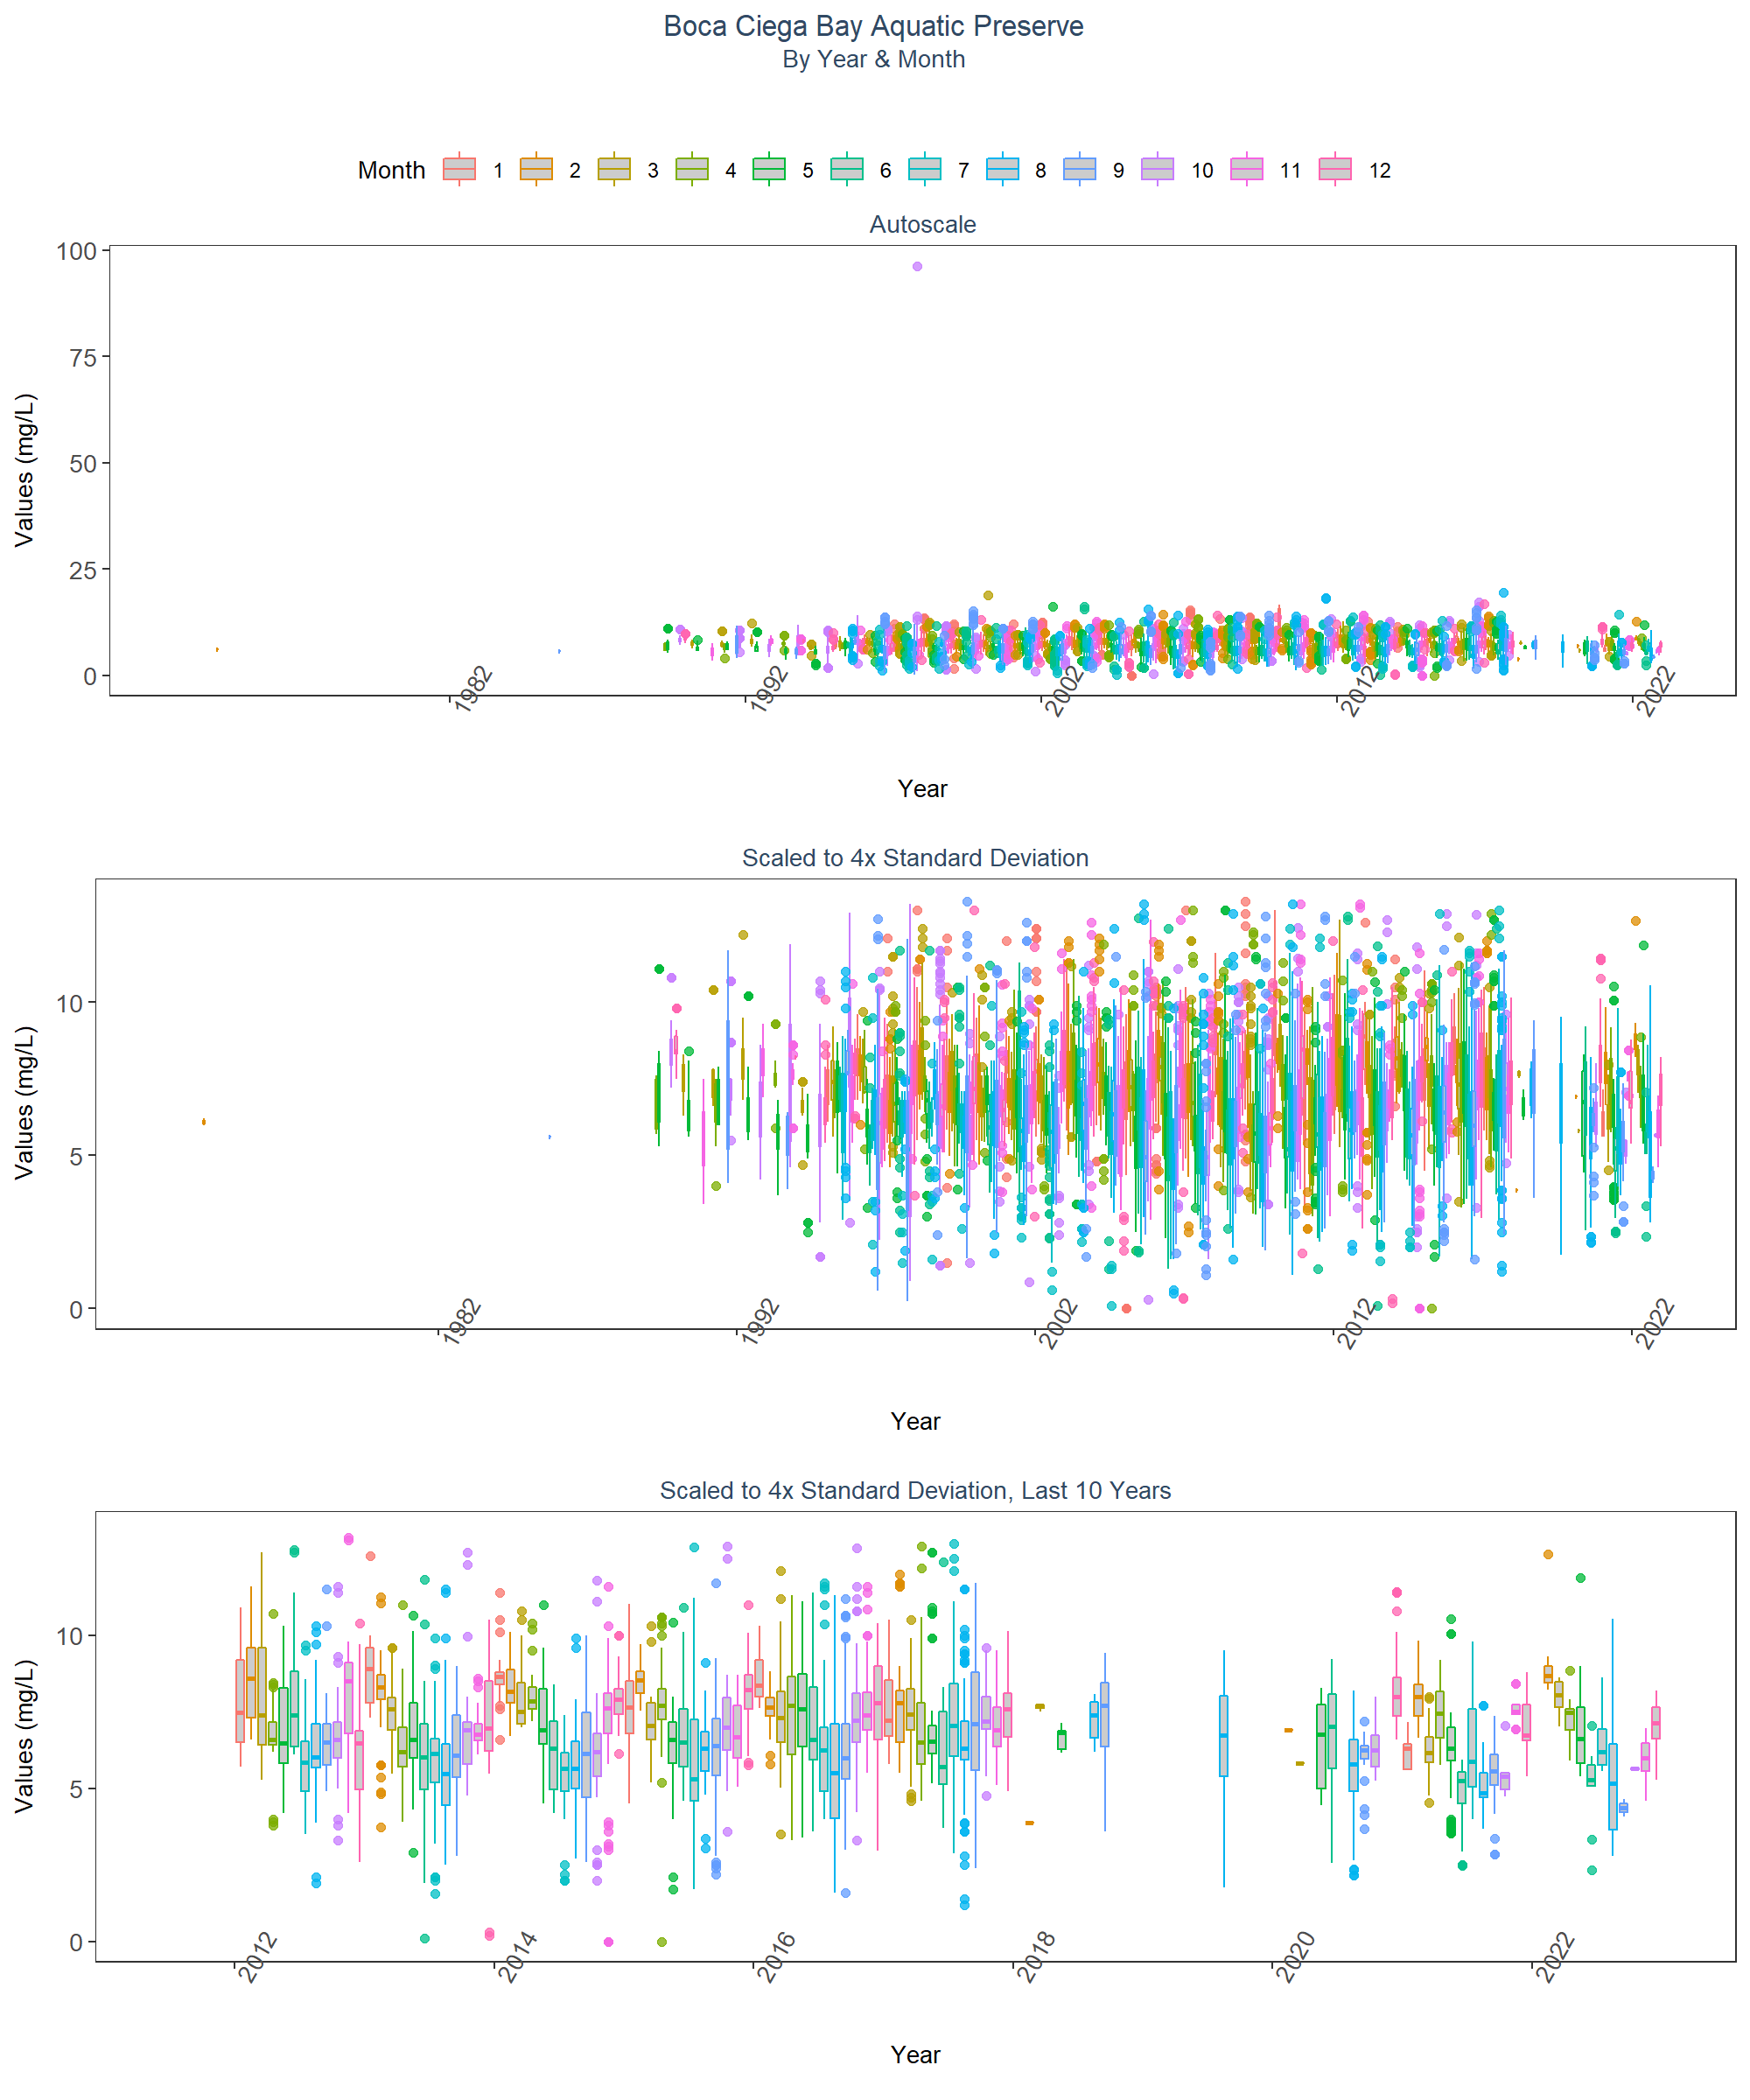 Boca Ciega Bay Aquatic Preserve
By Year & Month
Month 1 2 3 4 5 6 7 8 9 10 11 12
Autoscale
100
75
50
25
0
Values (mg/L)
1982 1992 2002 2012 2022
Year
Scaled to 4x Standard Deviation
10
5
0
Values (mg/L)
1982 1992 2002 2012 2022
Year
Scaled to 4x Standard Deviation, Last 10 Years
10
5
0
Values (mg/L)
2012 2014 2016 2018 2020 2022
Year